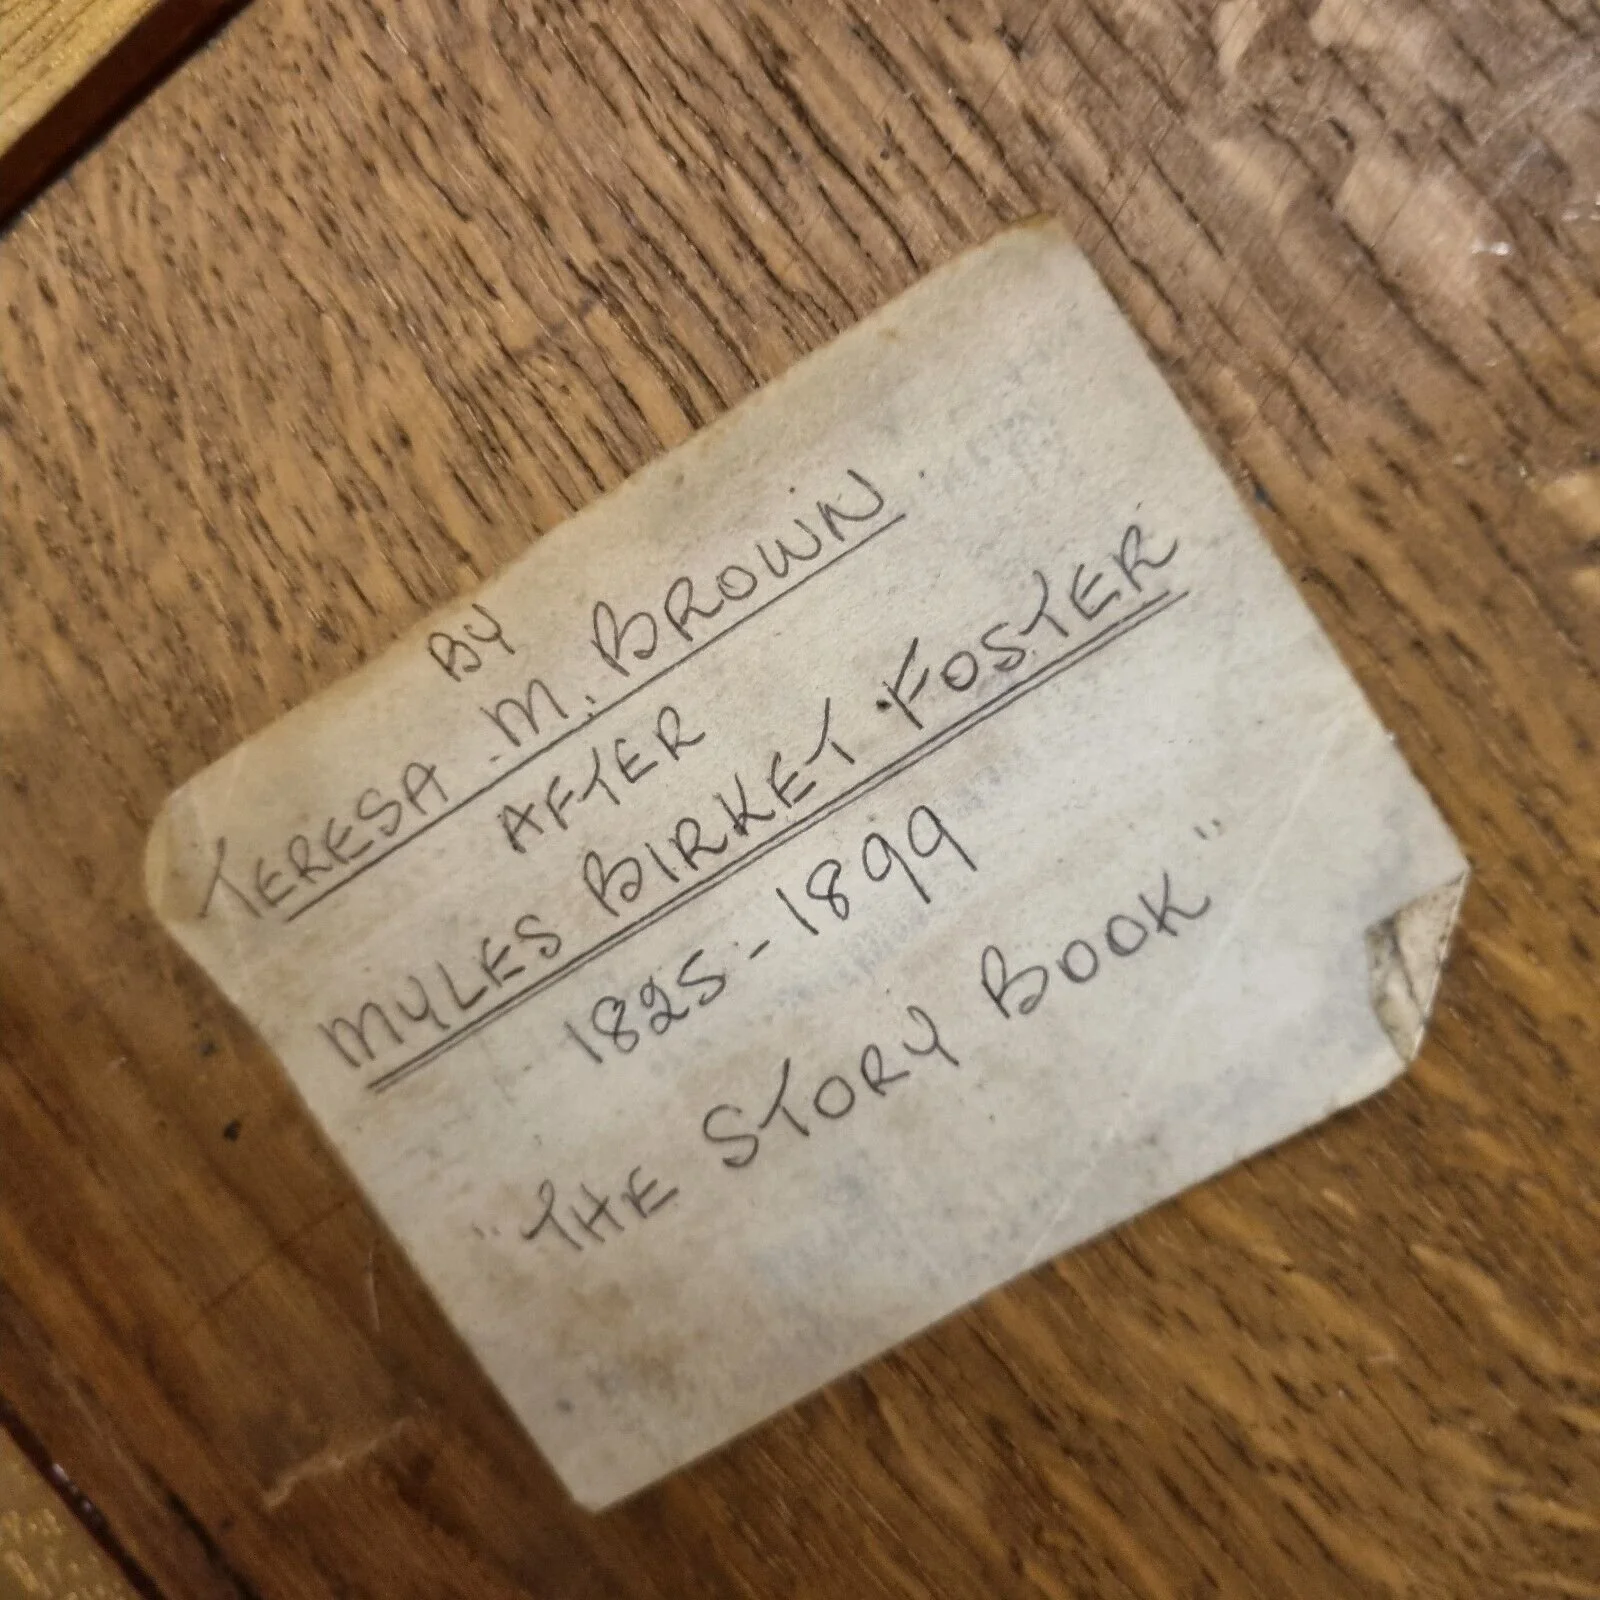 BY
TERESA M. BROWN.
AFTER
MYLES BIRKET FOSTER
1825-1899
"THE STORY BOOK"